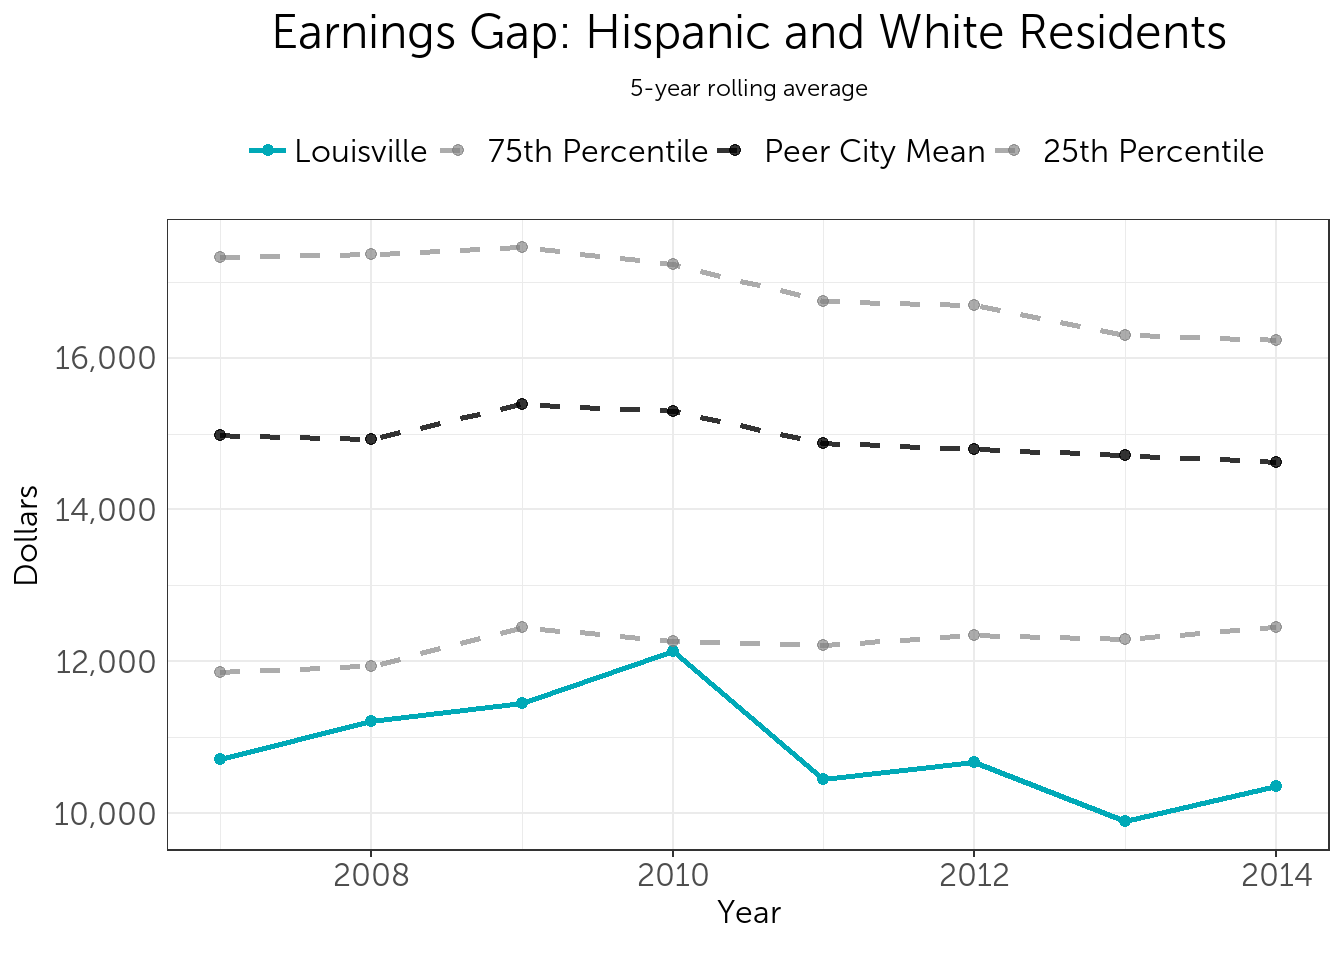 Earnings Gap: Hispanic and White Residents
5-year rolling average
Louisville 75th Percentile Peer City Mean 25th Percentile
16,000
14,000
12,000
10,000
Dollars
2008 2010 2012 2014
Year